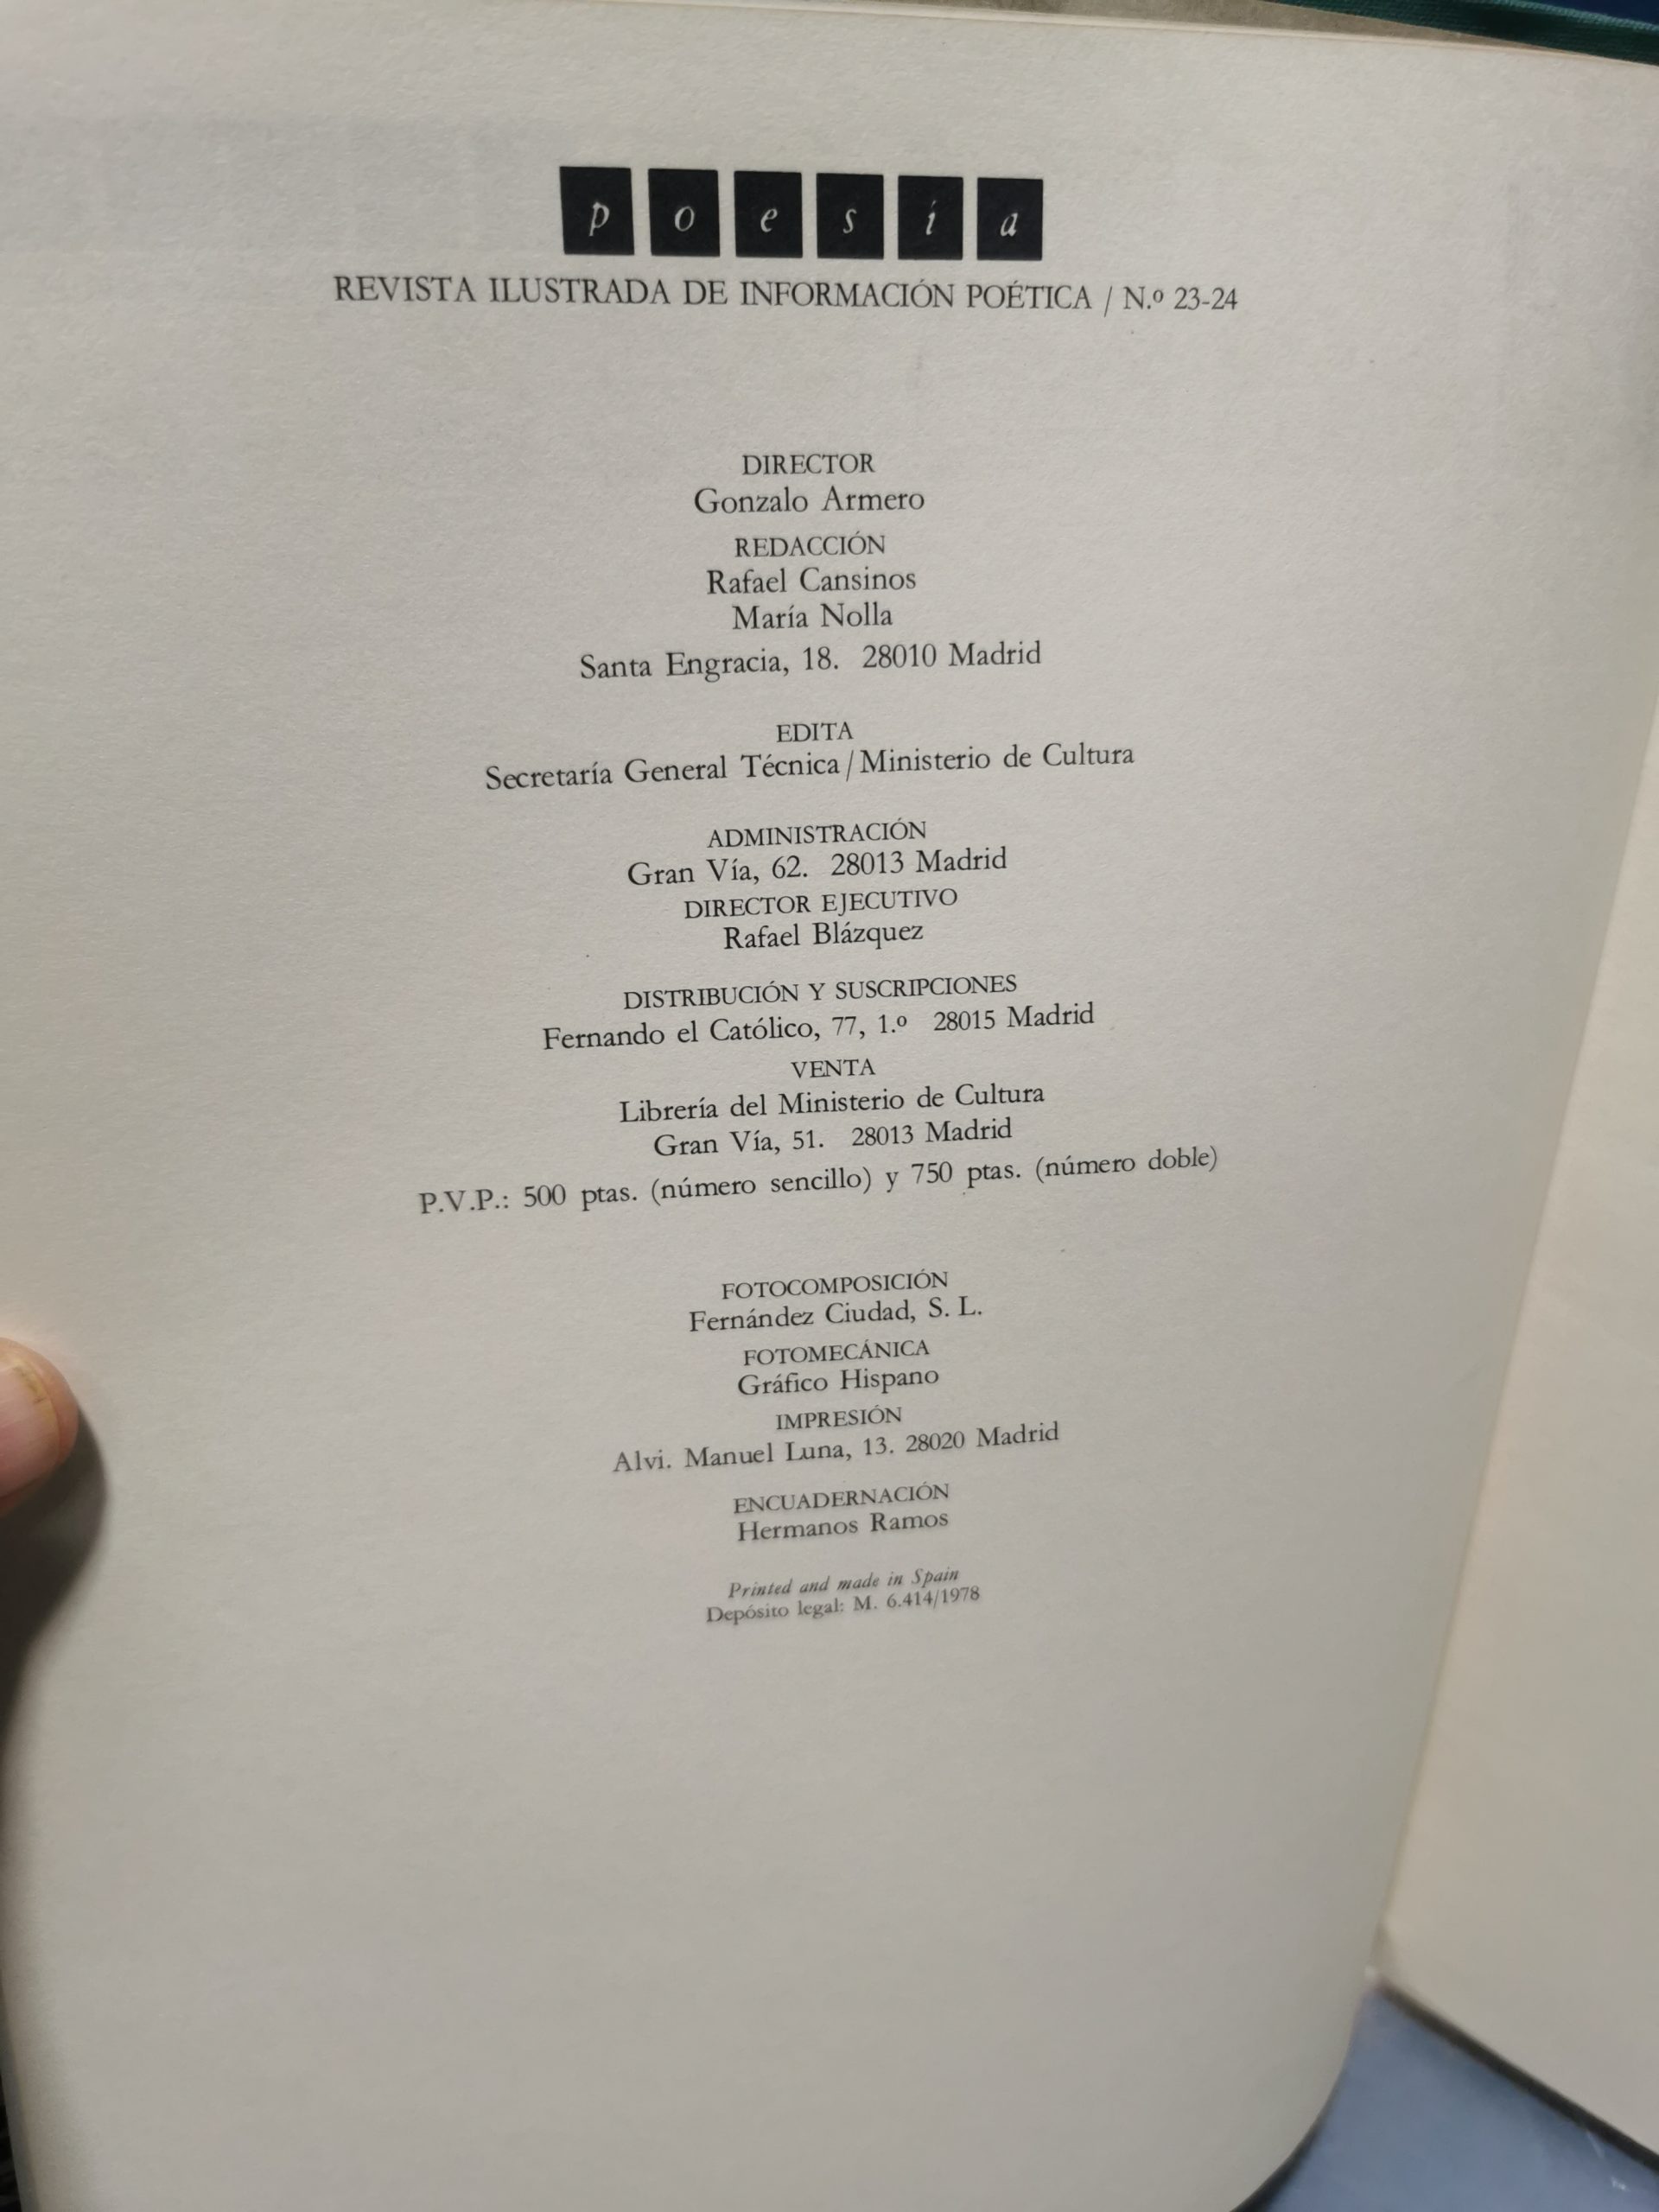 poesía
REVISTA ILUSTRADA DE INFORMACIÓN POÉTICA / N.º 23-24
DIRECTOR
Gonzalo Armero
REDACCIÓN
Rafael Cansinos
María Nolla
Santa Engracia, 18. 28010 Madrid
EDITA
Secretaría General Técnica/Ministerio de Cultura
ADMINISTRACIÓN
Gran Vía, 62. 28013 Madrid
DIRECTOR EJECUTIVO
Rafael Blázquez
DISTRIBUCIÓN Y SUSCRIPCIONES
Fernando el Católico, 77, 1.º 28015 Madrid
VENTA
Librería del Ministerio de Cultura
Gran Vía, 51. 28013 Madrid
P.V.P.: 500 ptas. (número sencillo) y 750 ptas. (número doble)
FOTOCOMPOSICIÓN
Fernández Ciudad, S. L.
FOTOMECÁNICA
Gráfico Hispano
IMPRESIÓN
Alvi. Manuel Luna, 13. 28020 Madrid
ENCUADERNACIÓN
Hermanos Ramos
Printed and made in Spain
Depósito legal: M. 6.414/1978